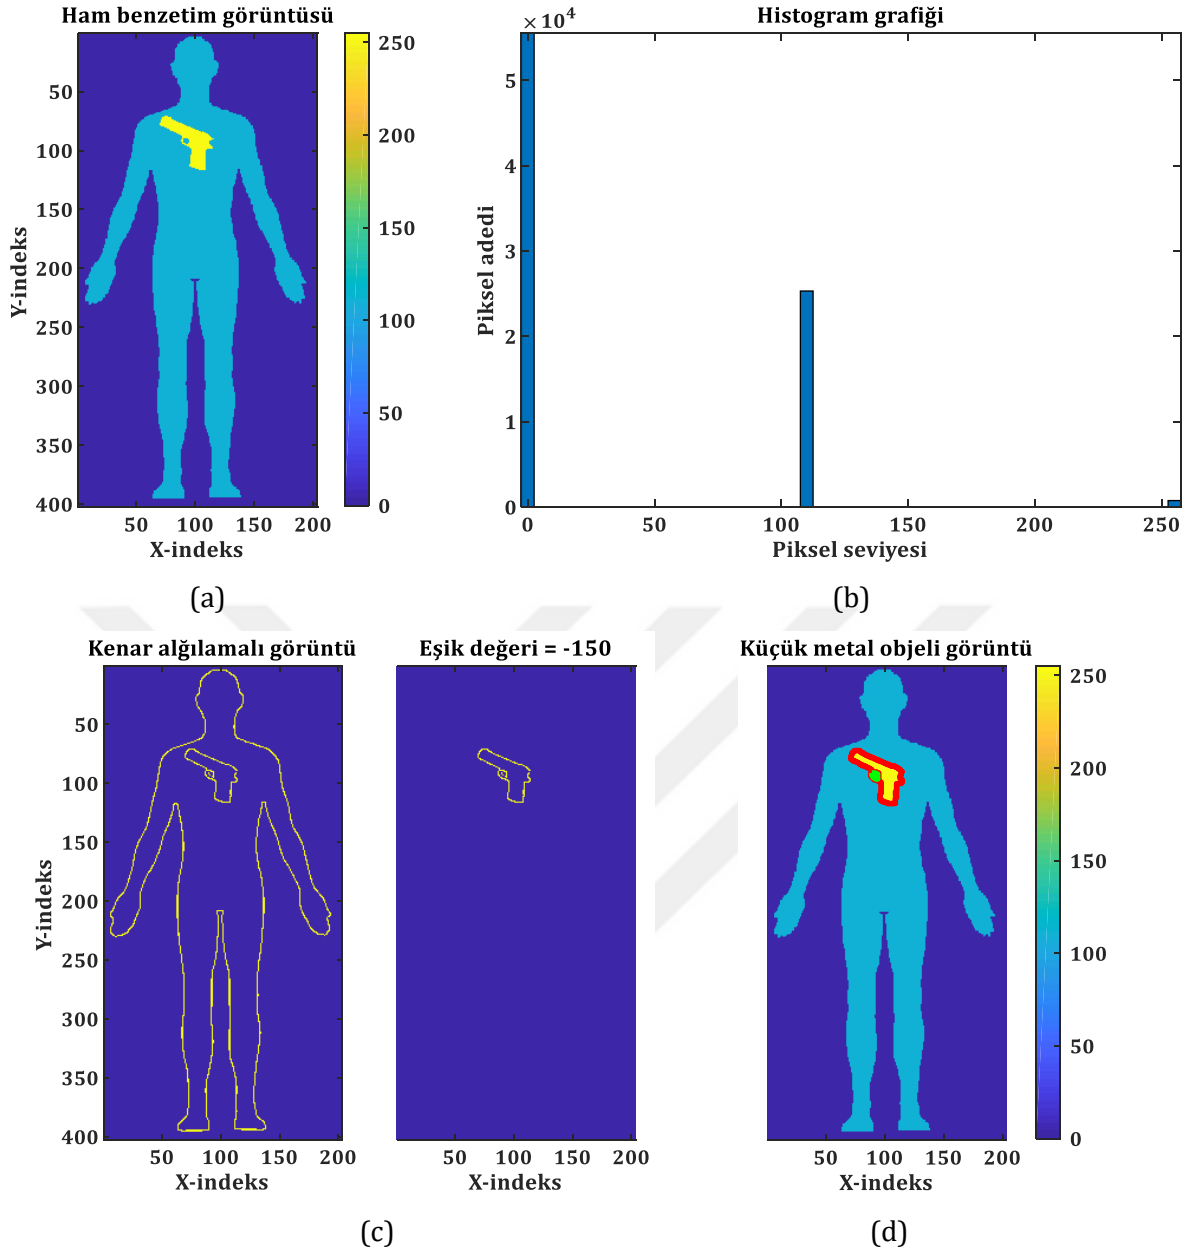 Ham benzetim görüntüsü
50
100
150
200
250
300
350
400
Y-indeks
50 100 150 200
X-indeks
250
200
150
100
50
0
(a)
Histogram grafiği
×10⁴
5
4
3
2
1
0
Piksel adedi
0 50 100 150 200 250
Piksel seviyesi
(b)
Kenar alğılamalı görüntü
50
100
150
200
250
300
350
400
Y-indeks
50 100 150 200
X-indeks
Eşik değeri = -150
50 100 150 200
X-indeks
(c)
Küçük metal objeli görüntü
50 100 150 200
X-indeks
250
200
150
100
50
0
(d)